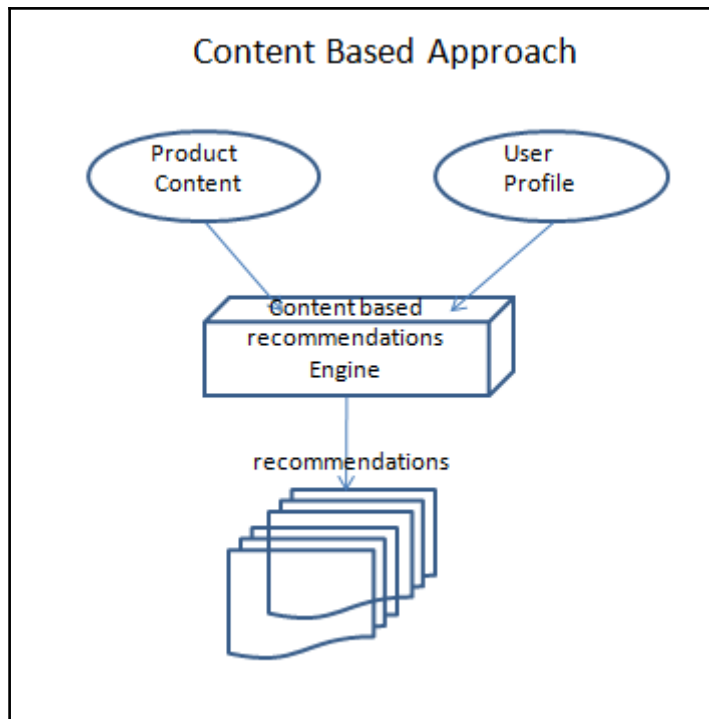 Content Based Approach
Product
Content
User
Profile
Content based
recommendations
Engine
recommendations